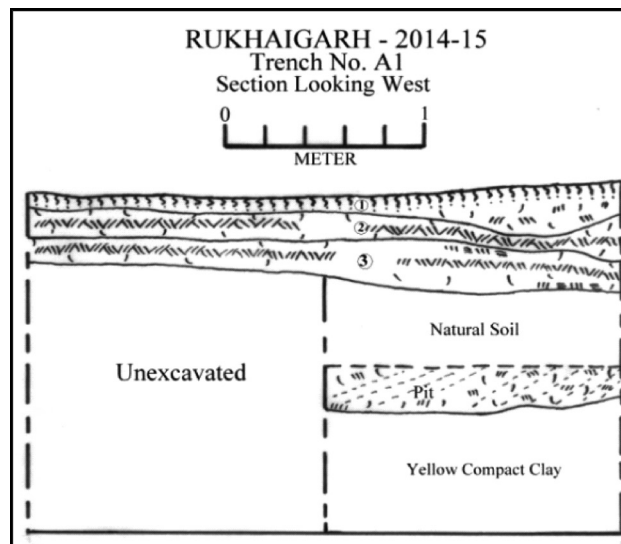 RUKHAIGARH - 2014-15
Trench No. A1
Section Looking West
0 1
METER
①
②
③
Natural Soil
Unexcavated
Pit
Yellow Compact Clay